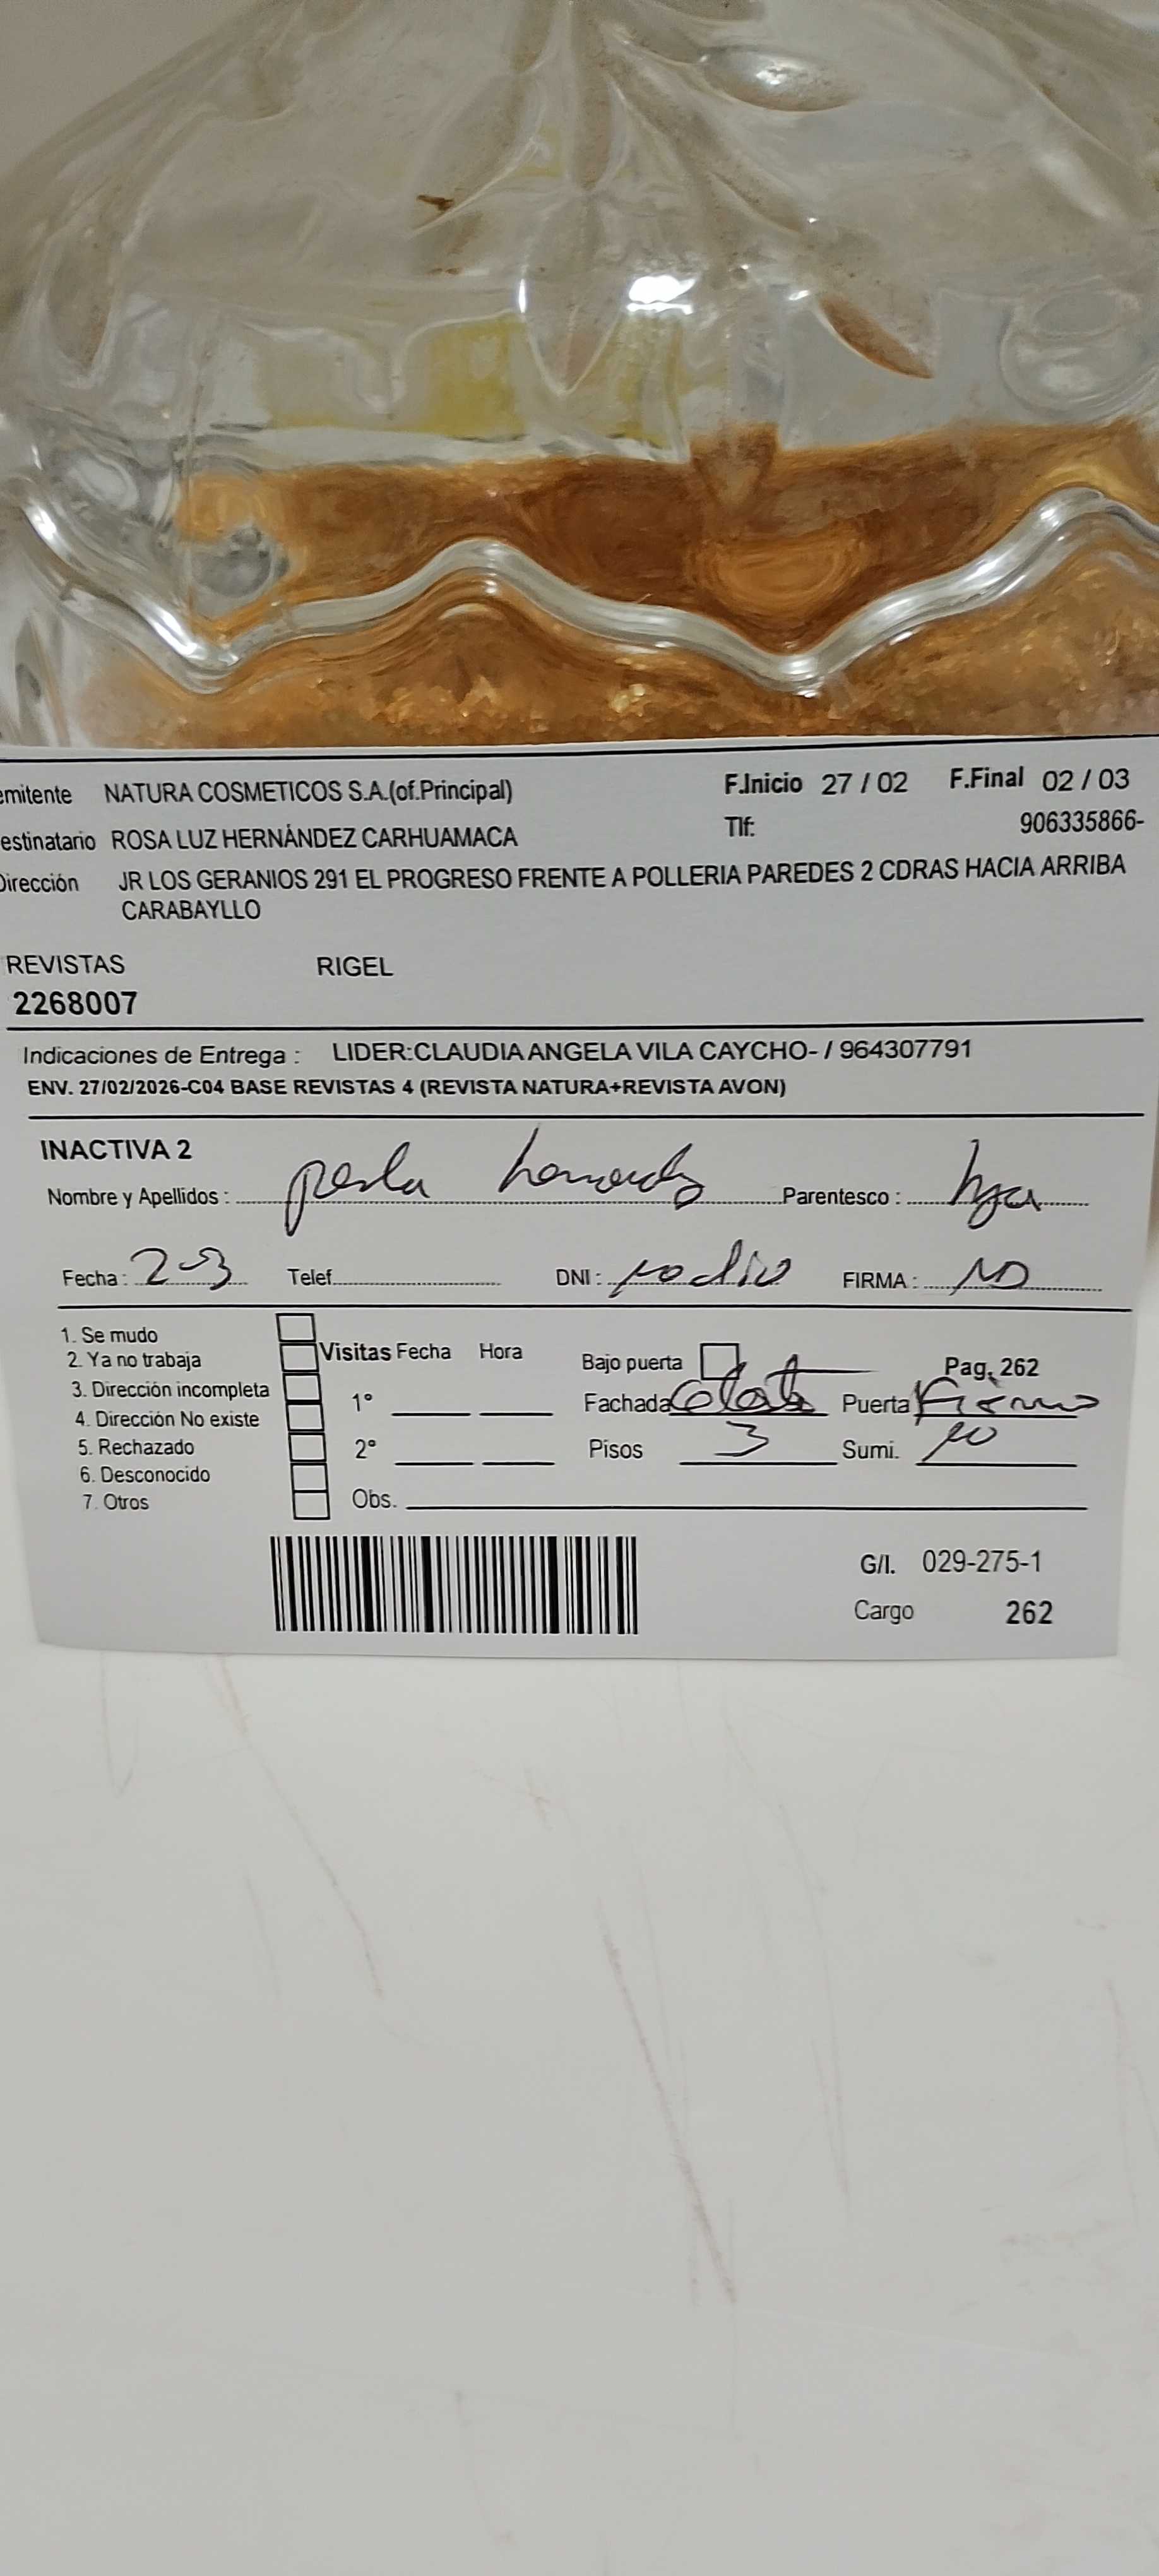 emitente NATURA COSMETICOS S.A.(of.Principal) F.Inicio 27 / 02 F.Final 02 / 03
estinatario ROSA LUZ HERNÁNDEZ CARHUAMACA Tlf: 906335866-
Dirección JR LOS GERANIOS 291 EL PROGRESO FRENTE A POLLERIA PAREDES 2 CDRAS HACIA ARRIBA
CARABAYLLO
REVISTAS RIGEL
2268007
Indicaciones de Entrega : LIDER:CLAUDIA ANGELA VILA CAYCHO- / 964307791
ENV. 27/02/2026-C04 BASE REVISTAS 4 (REVISTA NATURA+REVISTA AVON)
INACTIVA 2
Nombre y Apellidos : perla Parentesco : hja
Fecha : 2-3 Telef. DNI : no dio FIRMA :
1. Se mudo
2. Ya no trabaja
3. Dirección incompleta
4. Dirección No existe
5. Rechazado
6. Desconocido
7. Otros
Visitas Fecha Hora
1°
2°
Obs.
Bajo puerta Pag. 262
Fachada Puerta
Pisos 3 Sumi. no
G/I. 029-275-1
Cargo 262